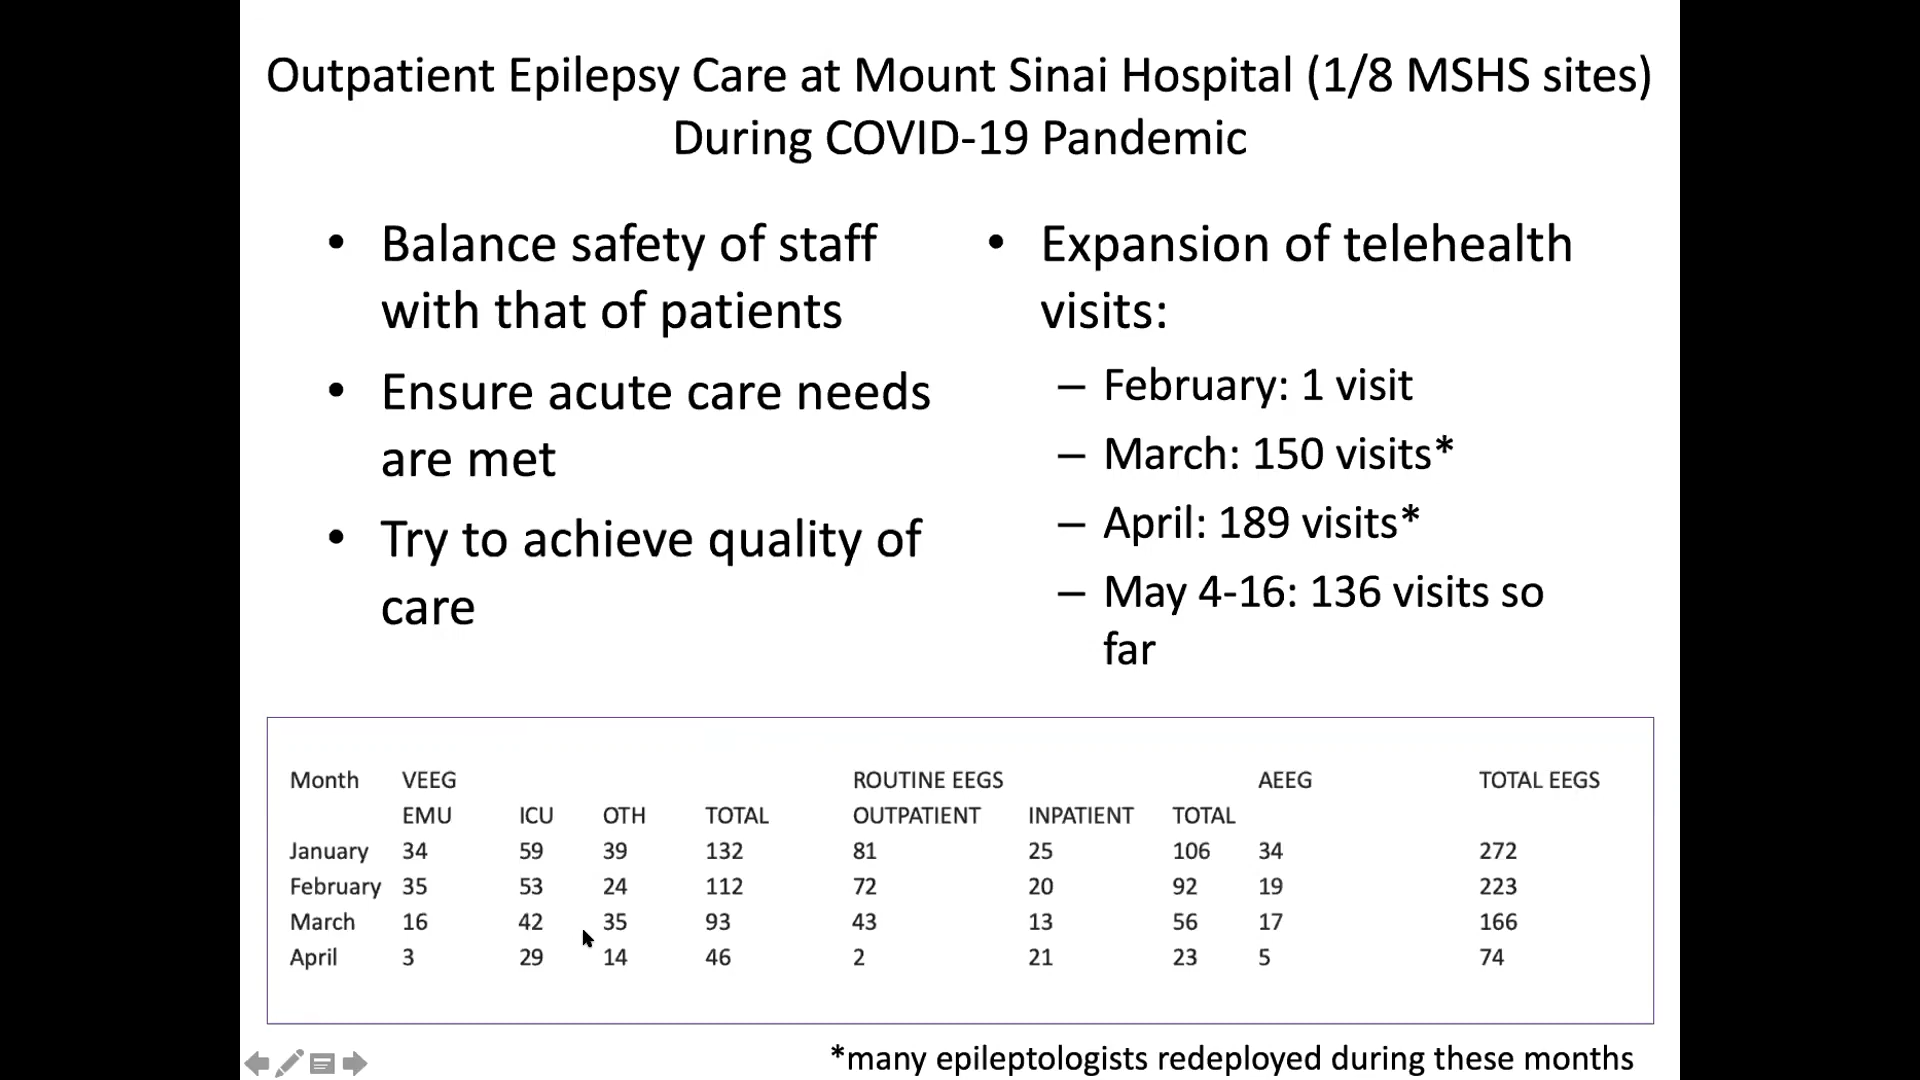 Outpatient Epilepsy Care at Mount Sinai Hospital (1/8 MSHS sites)
During COVID-19 Pandemic
• Balance safety of staff
with that of patients
• Ensure acute care needs
are met
• Try to achieve quality of
care
• Expansion of telehealth
visits:
– February: 1 visit
– March: 150 visits*
– April: 189 visits*
– May 4-16: 136 visits so
far
Month VEEG ROUTINE EEGS AEEG TOTAL EEGS
EMU ICU OTH TOTAL OUTPATIENT INPATIENT TOTAL
January 34 59 39 132 81 25 106 34 272
February 35 53 24 112 72 20 92 19 223
March 16 42 35 93 43 13 56 17 166
April 3 29 14 46 2 21 23 5 74
*many epileptologists redeployed during these months